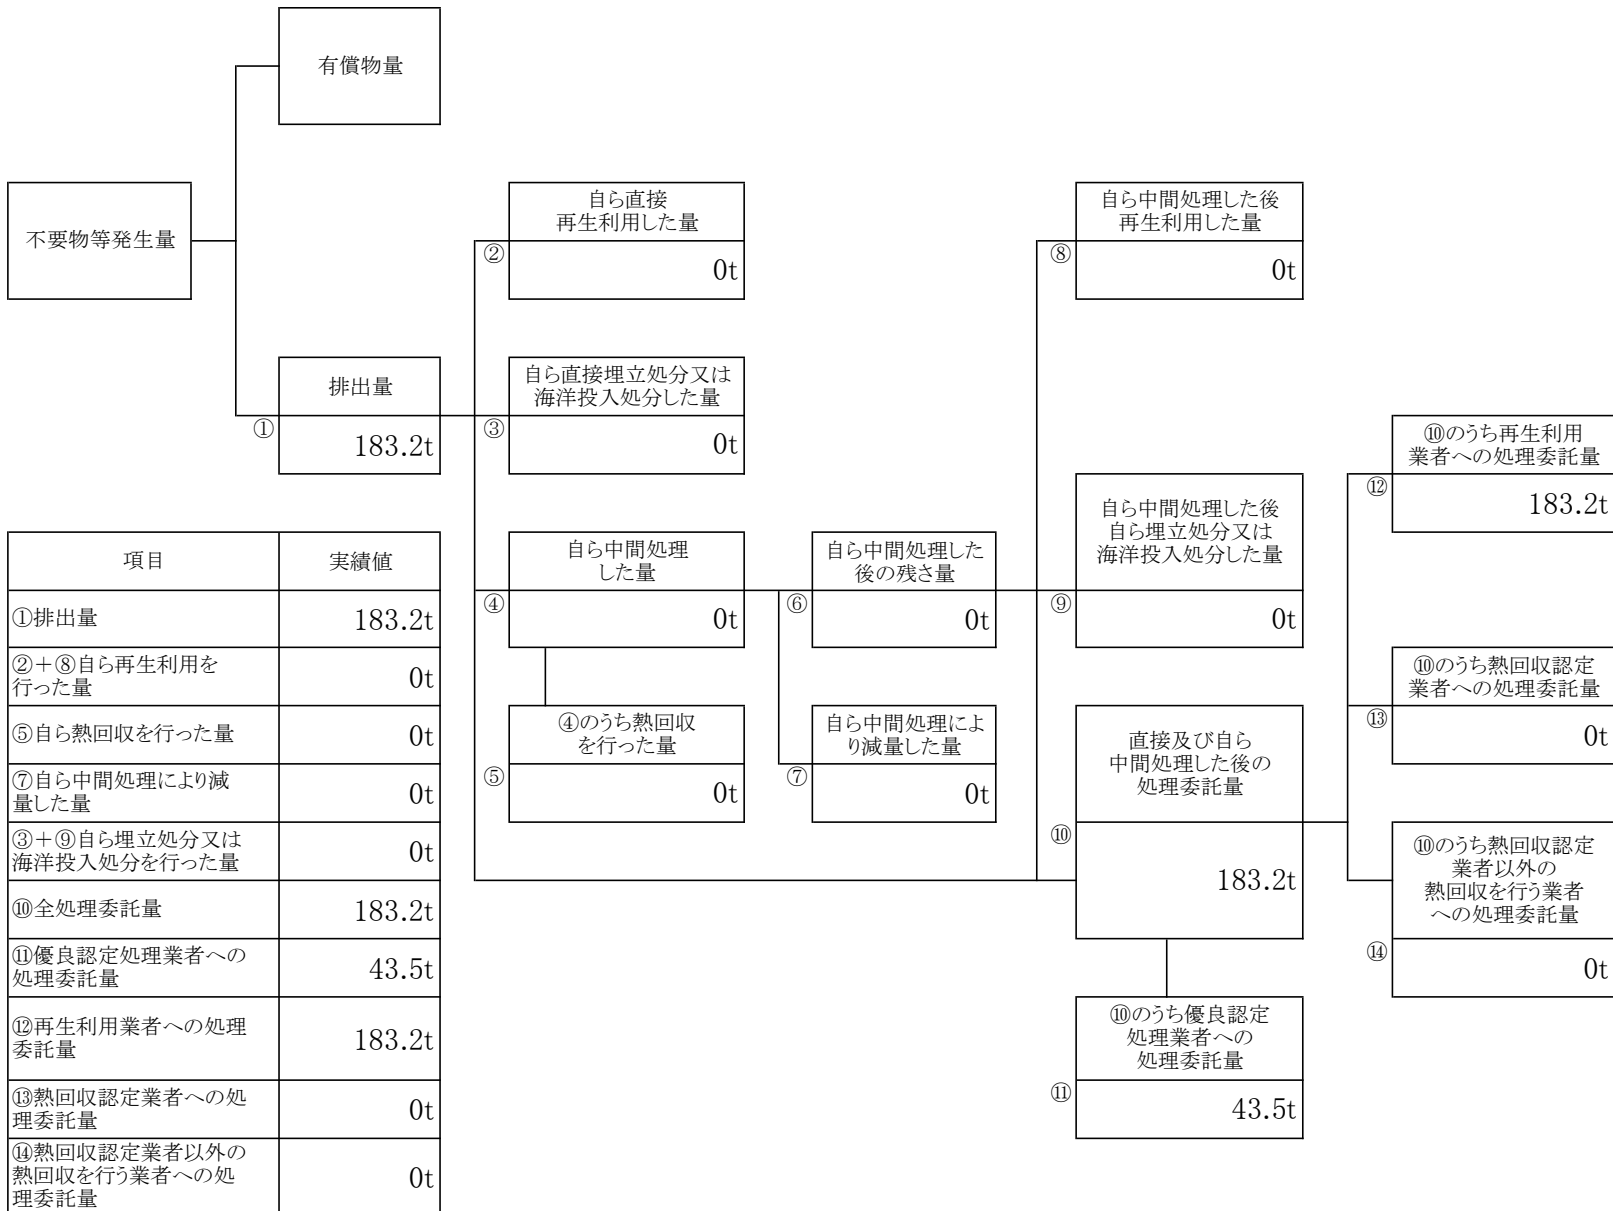 有償物量
不要物等発生量
自ら直接
再生利用した量
②
0t
自ら中間処理した後
再生利用した量
⑧
0t
排出量
①
183.2t
自ら直接埋立処分又は
海洋投入処分した量
③
0t
⑩のうち再生利用
業者への処理委託量
⑫
183.2t
自ら中間処理
した量
④
0t
自ら中間処理した
後の残さ量
⑥
0t
自ら中間処理した後
自ら埋立処分又は
海洋投入処分した量
⑨
0t
⑩のうち熱回収認定
業者への処理委託量
⑬
0t
④のうち熱回収
を行った量
⑤
0t
自ら中間処理によ
り減量した量
⑦
0t
直接及び自ら
中間処理した後の
処理委託量
⑩
183.2t
⑩のうち熱回収認定
業者以外の
熱回収を行う業者
への処理委託量
⑭
0t
⑩のうち優良認定
処理業者への
処理委託量
⑪
43.5t
項目 実績値
①排出量 183.2t
②＋⑧自ら再生利用を
行った量 0t
⑤自ら熱回収を行った量 0t
⑦自ら中間処理により減
量した量 0t
③＋⑨自ら埋立処分又は
海洋投入処分を行った量 0t
⑩全処理委託量 183.2t
⑪優良認定処理業者への
処理委託量 43.5t
⑫再生利用業者への処理
委託量 183.2t
⑬熱回収認定業者への処
理委託量 0t
⑭熱回収認定業者以外の
熱回収を行う業者への処
理委託量 0t